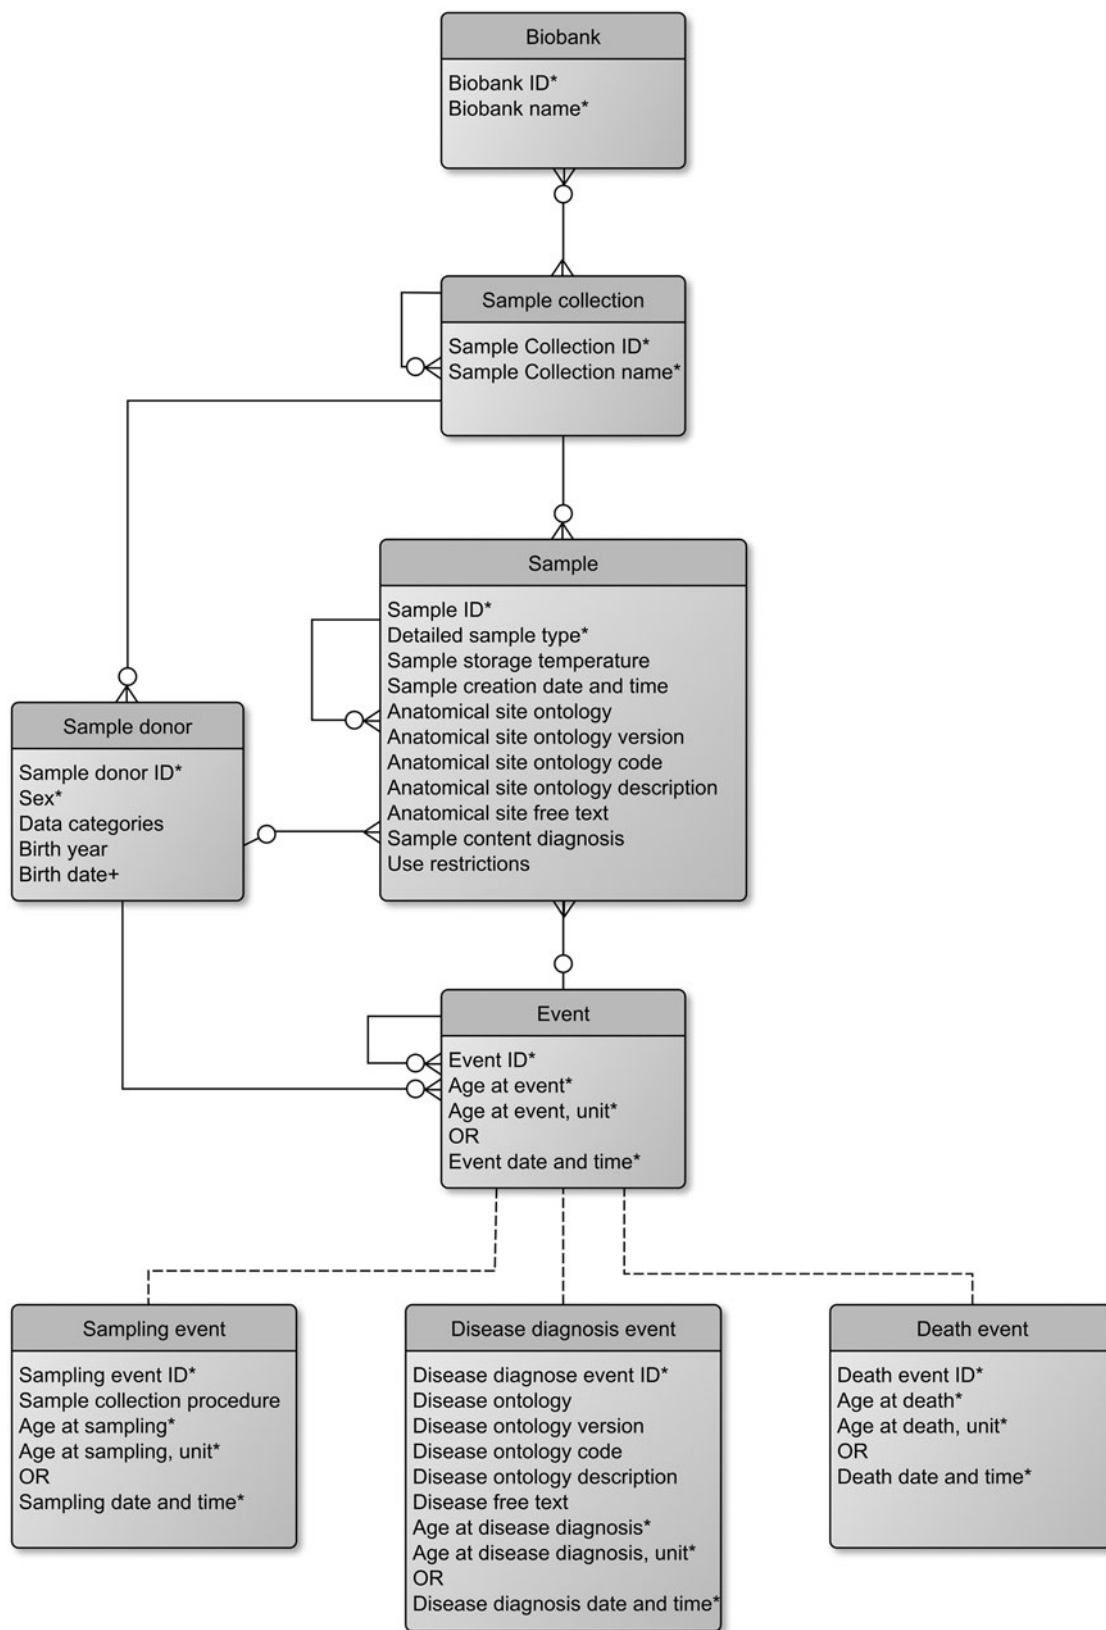 Biobank
Biobank ID*
Biobank name*
Sample collection
Sample Collection ID*
Sample Collection name*
Sample
Sample ID*
Detailed sample type*
Sample storage temperature
Sample creation date and time
Anatomical site ontology
Anatomical site ontology version
Anatomical site ontology code
Anatomical site ontology description
Anatomical site free text
Sample content diagnosis
Use restrictions
Sample donor
Sample donor ID*
Sex*
Data categories
Birth year
Birth date+
Event
Event ID*
Age at event*
Age at event, unit*
OR
Event date and time*
Sampling event
Sampling event ID*
Sample collection procedure
Age at sampling*
Age at sampling, unit*
OR
Sampling date and time*
Disease diagnosis event
Disease diagnose event ID*
Disease ontology
Disease ontology version
Disease ontology code
Disease ontology description
Disease free text
Age at disease diagnosis*
Age at disease diagnosis, unit*
OR
Disease diagnosis date and time*
Death event
Death event ID*
Age at death*
Age at death, unit*
OR
Death date and time*